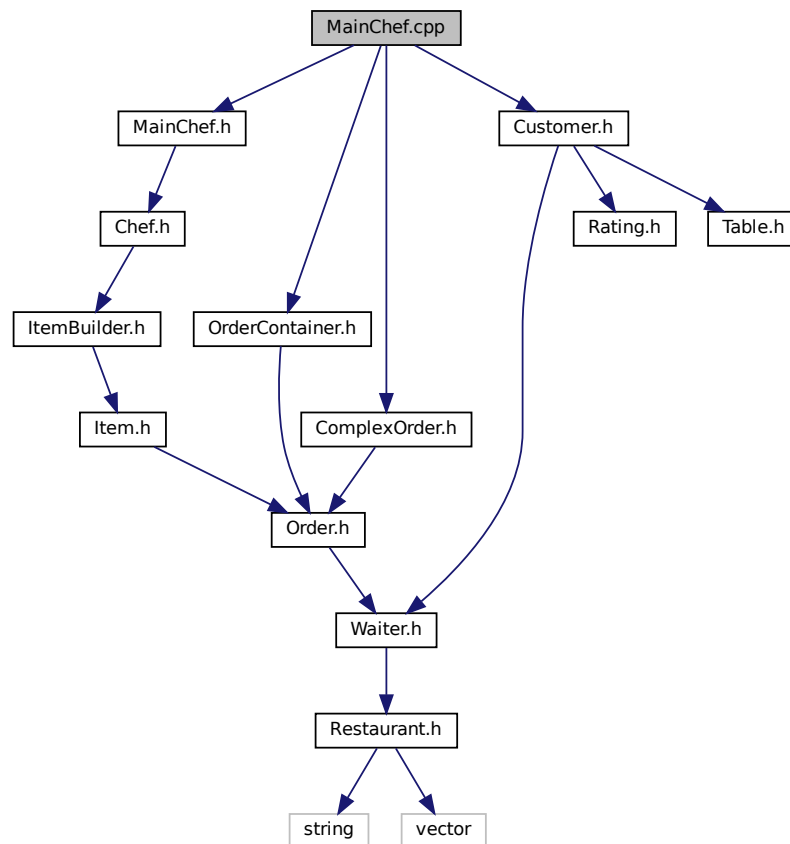 MainChef.cpp
MainChef.h
Customer.h
Chef.h
Rating.h
Table.h
ItemBuilder.h
OrderContainer.h
Item.h
ComplexOrder.h
Order.h
Waiter.h
Restaurant.h
string
vector